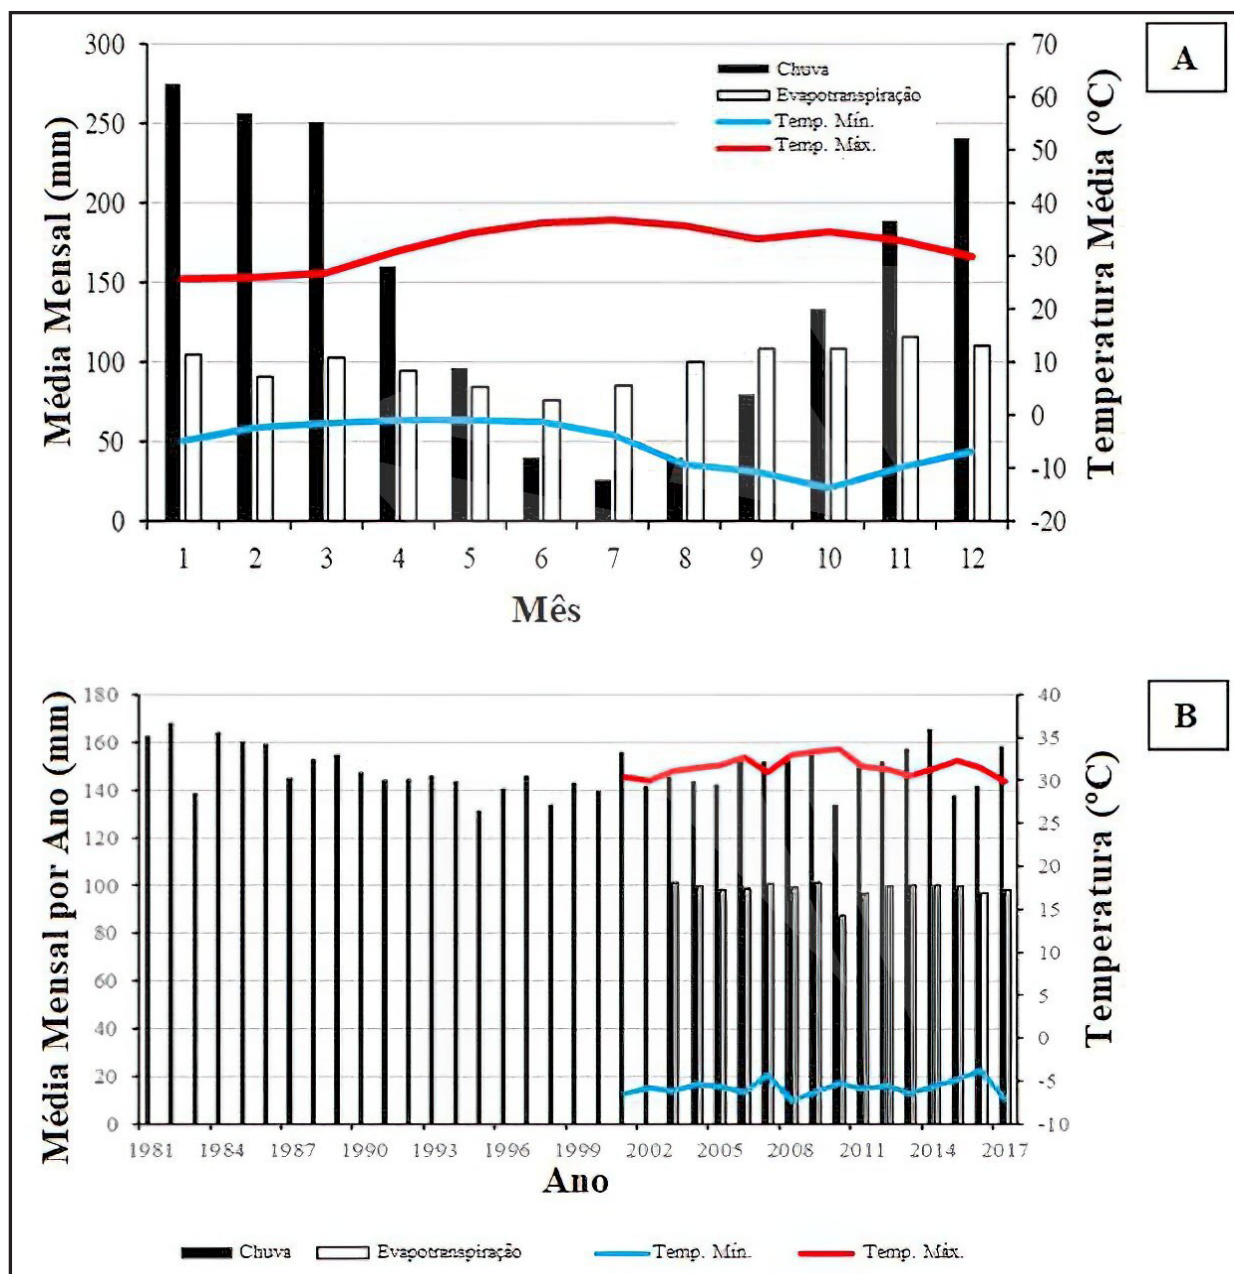 A
Chuva
Evapotranspiração
Temp. Mín.
Temp. Máx.
Média Mensal (mm)
300
250
200
150
100
50
0
Temperatura Média (ºC)
70
60
50
40
30
20
10
0
-10
-20
1 2 3 4 5 6 7 8 9 10 11 12
Mês
B
Média Mensal por Ano (mm)
180
160
140
120
100
80
60
40
20
0
Temperatura (ºC)
40
35
30
25
20
15
10
5
0
-5
-10
1981 1984 1987 1990 1993 1996 1999 2002 2005 2008 2011 2014 2017
Ano
Chuva Evapotranspiração Temp. Mín. Temp. Máx.